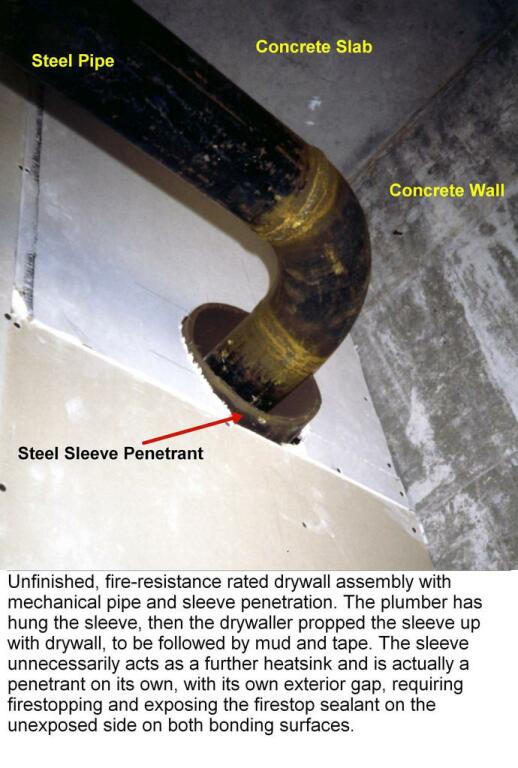 Steel Pipe
Concrete Slab
Concrete Wall
Steel Sleeve Penetrant
Unfinished, fire-resistance rated drywall assembly with
mechanical pipe and sleeve penetration. The plumber has
hung the sleeve, then the drywaller propped the sleeve up
with drywall, to be followed by mud and tape. The sleeve
unnecessarily acts as a further heatsink and is actually a
penetrant on its own, with its own exterior gap, requiring
firestopping and exposing the firestop sealant on the
unexposed side on both bonding surfaces.